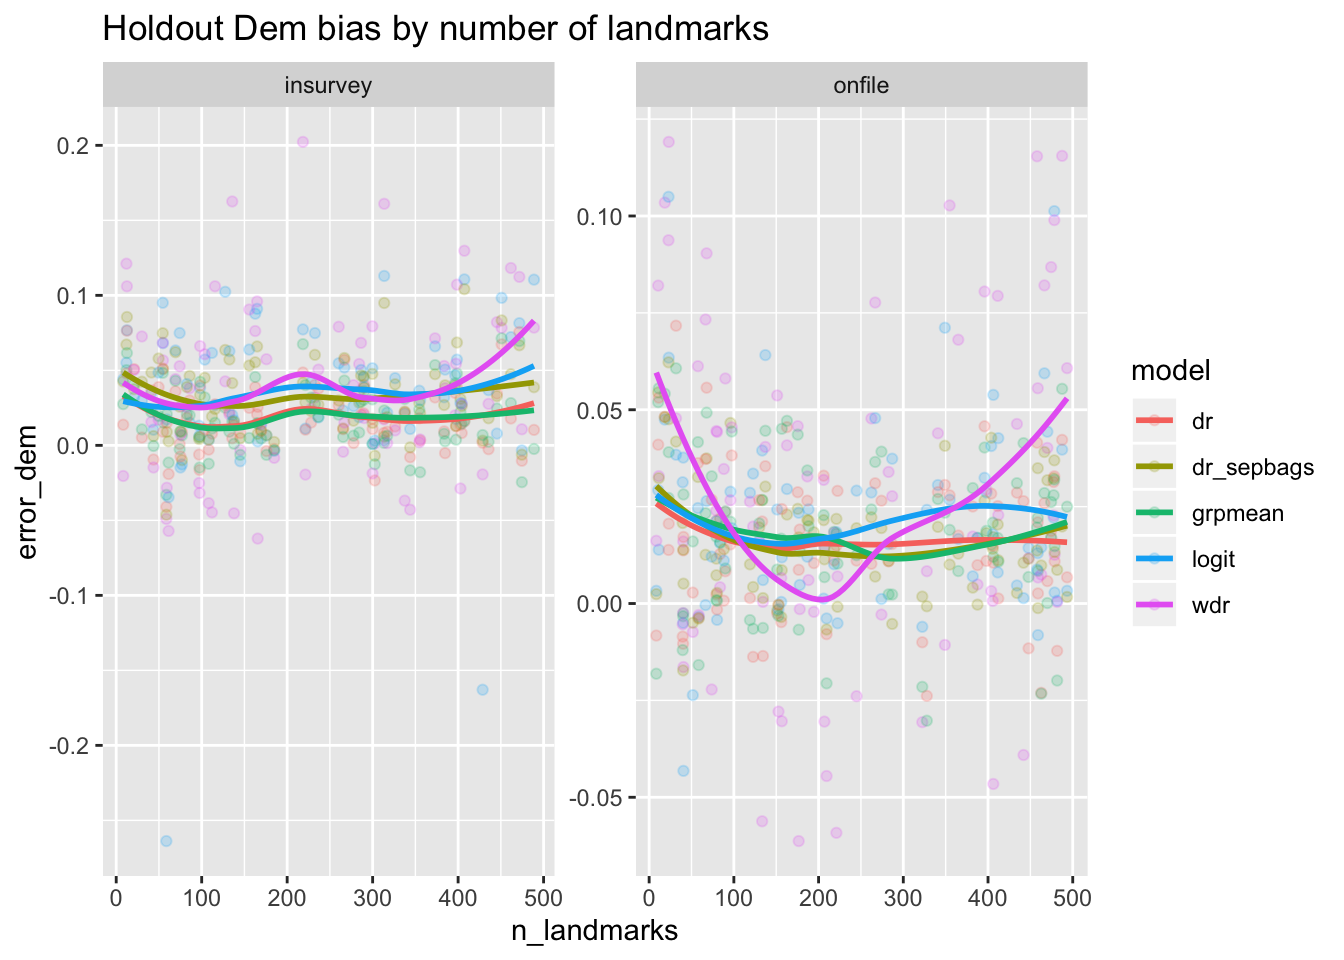 Holdout Dem bias by number of landmarks
insurvey
onfile
0.2
0.1
0.0
-0.1
-0.2
error_dem
0.10
0.05
0.00
-0.05
0 100 200 300 400 500
0 100 200 300 400 500
n_landmarks
model
dr
dr_sepbags
grpmean
logit
wdr